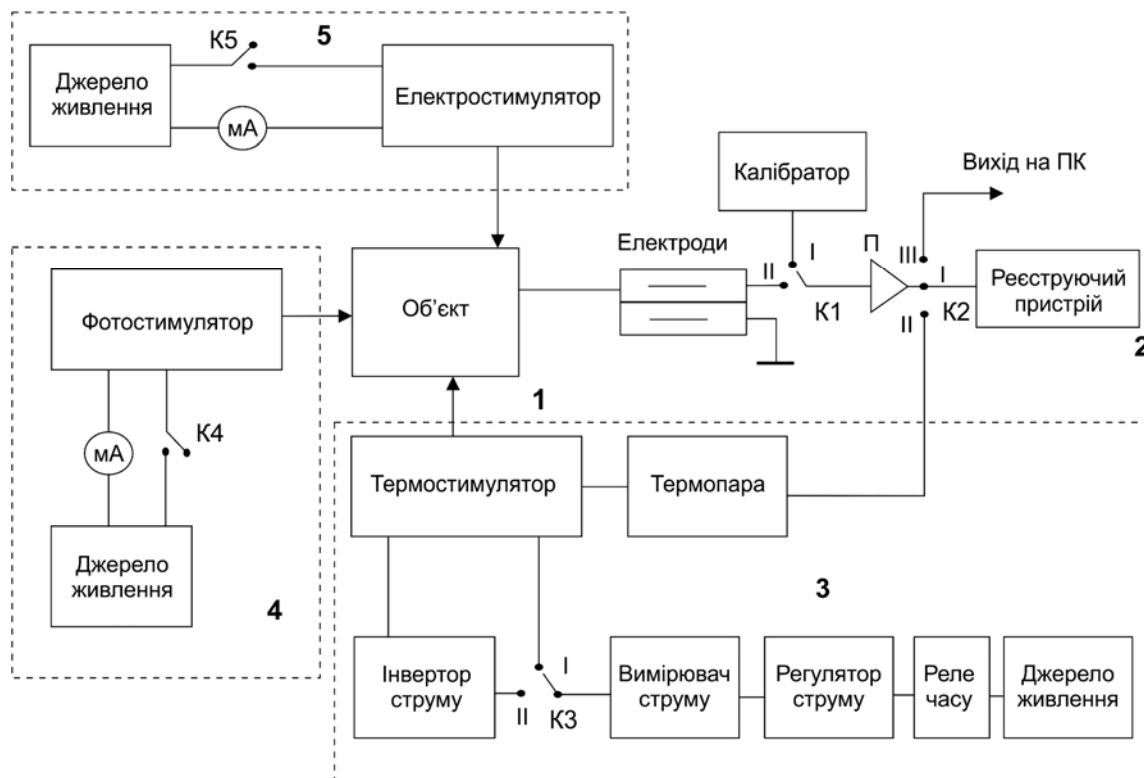 К5
5
Джерело
живлення
мА
Електростимулятор
Калібратор
Вихід на ПК
Електроди
I
II
К1
П
III
I
II
К2
Реєструючий
пристрій
2
Фотостимулятор
Об’єкт
1
мА
К4
Джерело
живлення
4
Термостимулятор
Термопара
3
Інвертор
струму
I
II
К3
Вимірювач
струму
Регулятор
струму
Реле
часу
Джерело
живлення